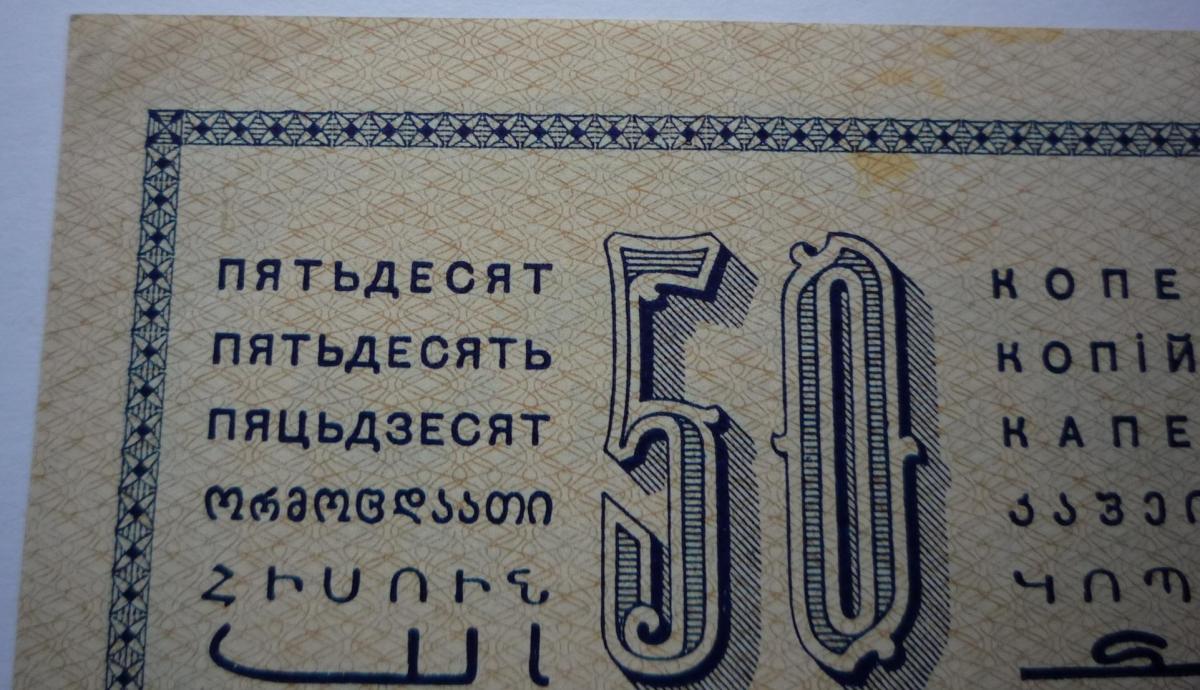 ПЯТЬДЕСЯТ 50 КОПЕ
ПЯТЬДЕСЯТЬ КОПІЙ
ПЯЦЬДЗЕСЯТ КАПЕ
ორმოცდაათი კაპე
ՀԻՍՈՒՆ ԿՈՊ